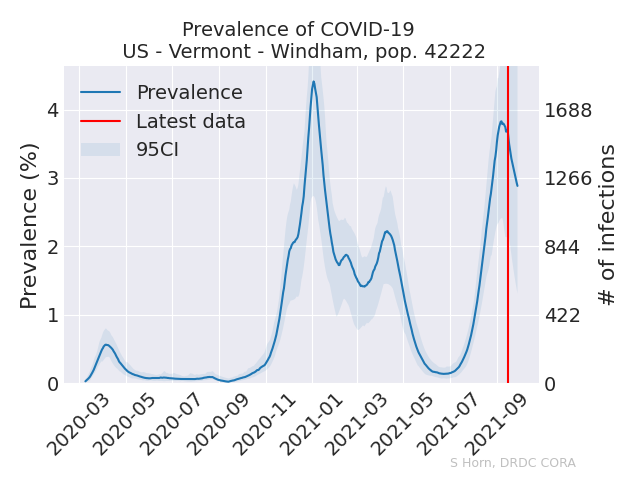 Prevalence of COVID-19
US - Vermont - Windham, pop. 42222
Prevalence
Latest data
95CI
Prevalence (%)
4
3
2
1
0
1688
1266
844
422
0
# of infections
2020-03
2020-05
2020-07
2020-09
2020-11
2021-01
2021-03
2021-05
2021-07
2021-09
S Horn, DRDC CORA